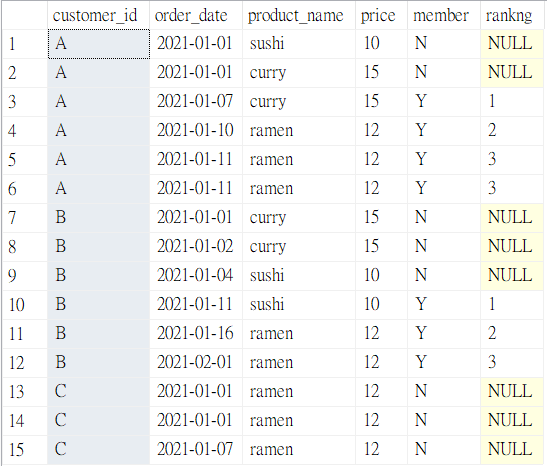 customer_id order_date product_name price member rankng
1 A 2021-01-01 sushi 10 N NULL
2 A 2021-01-01 curry 15 N NULL
3 A 2021-01-07 curry 15 Y 1
4 A 2021-01-10 ramen 12 Y 2
5 A 2021-01-11 ramen 12 Y 3
6 A 2021-01-11 ramen 12 Y 3
7 B 2021-01-01 curry 15 N NULL
8 B 2021-01-02 curry 15 N NULL
9 B 2021-01-04 sushi 10 N NULL
10 B 2021-01-11 sushi 10 Y 1
11 B 2021-01-16 ramen 12 Y 2
12 B 2021-02-01 ramen 12 Y 3
13 C 2021-01-01 ramen 12 N NULL
14 C 2021-01-01 ramen 12 N NULL
15 C 2021-01-07 ramen 12 N NULL